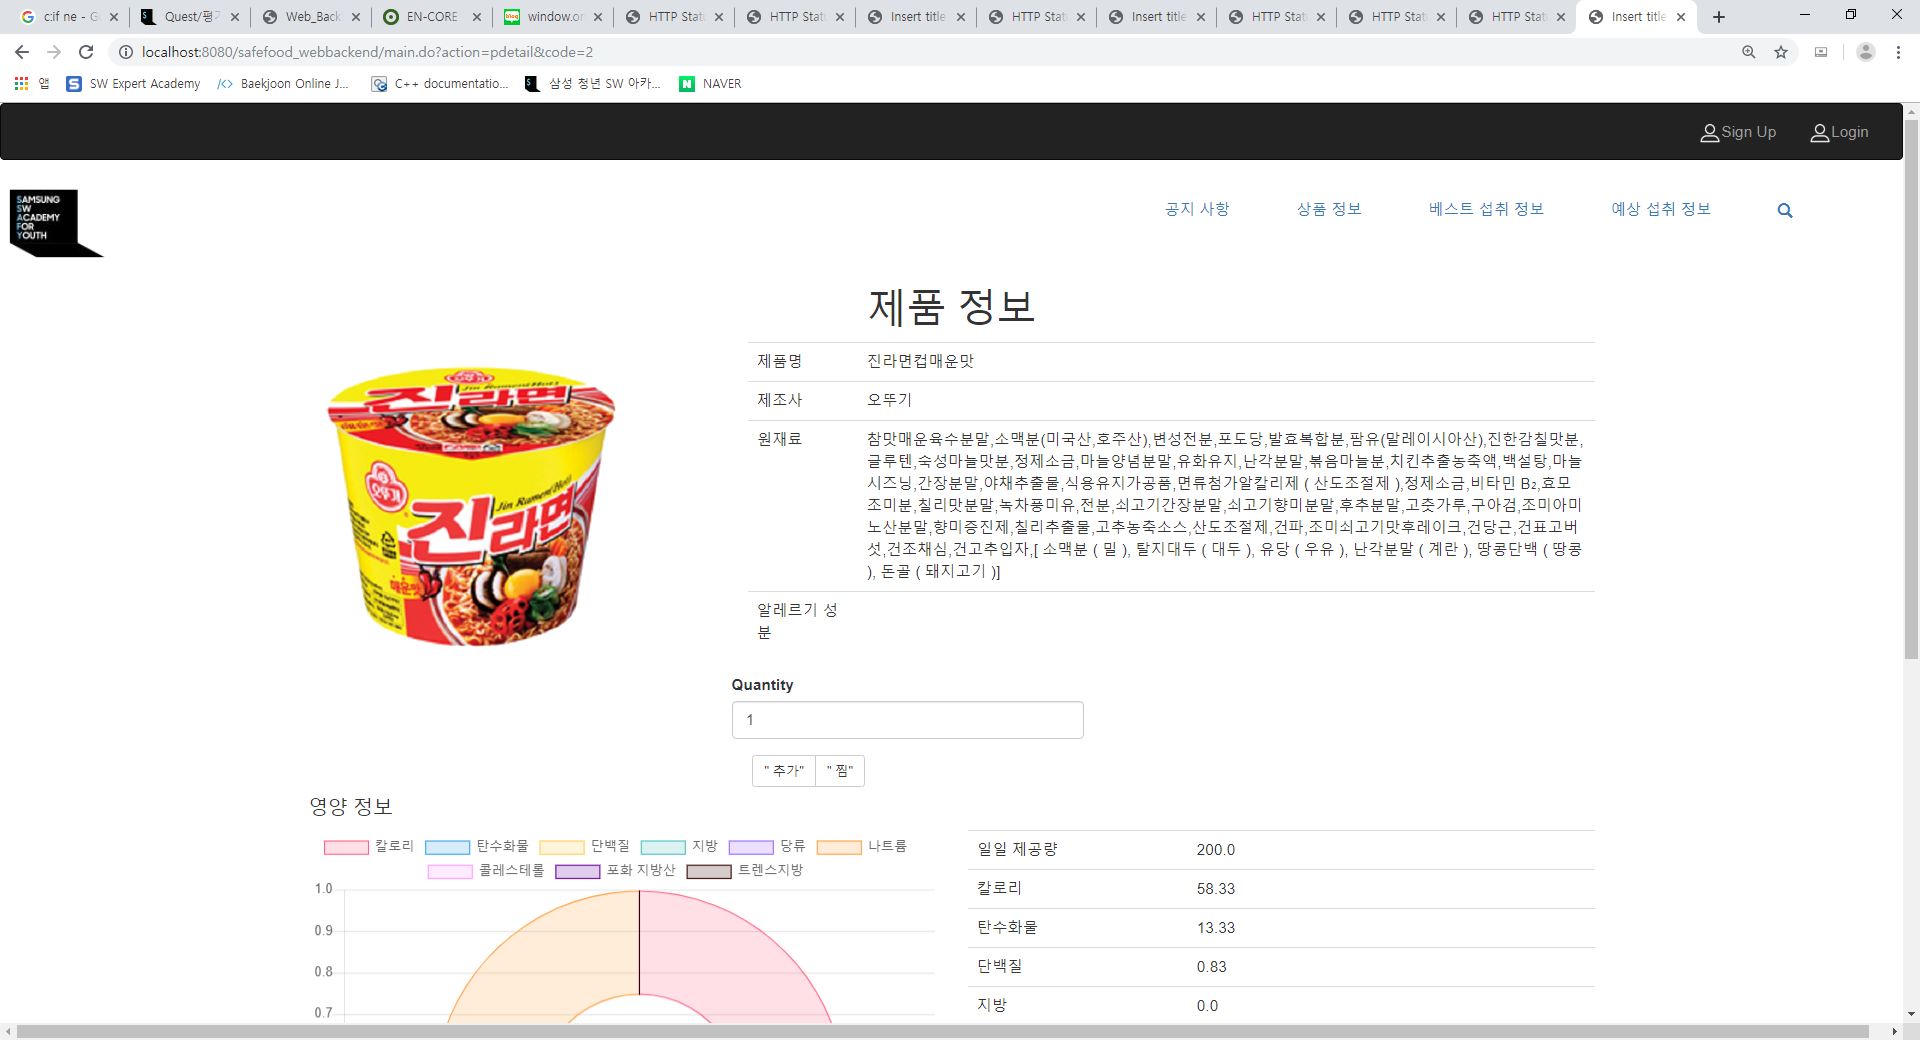 c:if ne - G
Quest/평가
Web_Back
EN-CORE
window.or
HTTP Stat
HTTP Stat
Insert title
HTTP Stat
Insert title
HTTP Stat
HTTP Stat
HTTP Stat
Insert title
localhost:8080/safefood_webbackend/main.do?action=pdetail&code=2
앱
SW Expert Academy
Baekjoon Online J...
C++ documentatio...
삼성 청년 SW 아카...
NAVER
Sign Up
Login
SAMSUNG
SW
ACADEMY
FOR
YOUTH
공지 사항
상품 정보
베스트 섭취 정보
예상 섭취 정보
제품 정보
제품명 진라면컵매운맛
제조사 오뚜기
원재료 참맛매운육수분말,소맥분(미국산,호주산),변성전분,포도당,발효복합분,팜유(말레이시아산),진한감칠맛분,
글루텐,숙성마늘맛분,정제소금,마늘양념분말,유화유지,난각분말,볶음마늘분,치킨추출농축액,백설탕,마늘
시즈닝,간장분말,야채추출물,식용유지가공품,면류첨가알칼리제 ( 산도조절제 ),정제소금,비타민 B₂,효모
조미분,칠리맛분말,녹차풍미유,전분,쇠고기간장분말,쇠고기향미분말,후추분말,고춧가루,구아검,조미아미
노산분말,향미증진제,칠리추출물,고추농축소스,산도조절제,건파,조미쇠고기맛후레이크,건당근,건표고버
섯,건조채심,건고추입자,[ 소맥분 ( 밀 ), 탈지대두 ( 대두 ), 유당 ( 우유 ), 난각분말 ( 계란 ), 땅콩단백 ( 땅콩
), 돈골 ( 돼지고기 )]
알레르기 성
분
오뚜기
Jin Ramen(Hot)
진라면
오뚜기
Jin Ramen(Hot)
진라면
매운맛
Quantity
1
" 추가"
" 찜"
영양 정보
칼로리 탄수화물 단백질 지방 당류 나트륨
콜레스테롤 포화 지방산 트렌스지방
1.0
0.9
0.8
0.7
일일 제공량 200.0
칼로리 58.33
탄수화물 13.33
단백질 0.83
지방 0.0